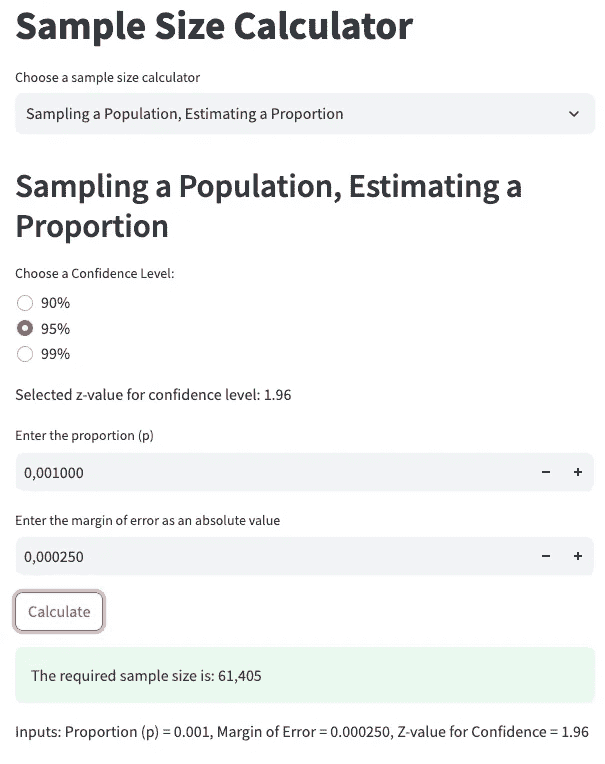 Sample Size Calculator
Choose a sample size calculator
Sampling a Population, Estimating a Proportion
Sampling a Population, Estimating a
Proportion
Choose a Confidence Level:
90%
95%
99%
Selected z-value for confidence level: 1.96
Enter the proportion (p)
0,001000
Enter the margin of error as an absolute value
0,000250
Calculate
The required sample size is: 61,405
Inputs: Proportion (p) = 0.001, Margin of Error = 0.000250, Z-value for Confidence = 1.96